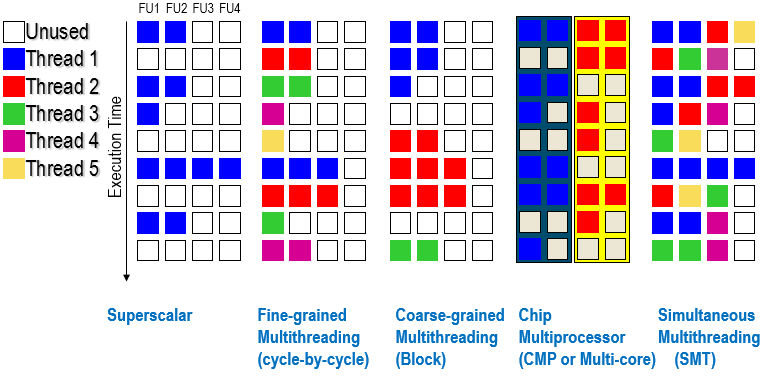 FU1 FU2 FU3 FU4
Unused
Thread 1
Thread 2
Thread 3
Thread 4
Thread 5
Execution Time
Superscalar
Fine-grained
Multithreading
(cycle-by-cycle)
Coarse-grained
Multithreading
(Block)
Chip
Multiprocessor
(CMP or Multi-core)
Simultaneous
Multithreading
(SMT)